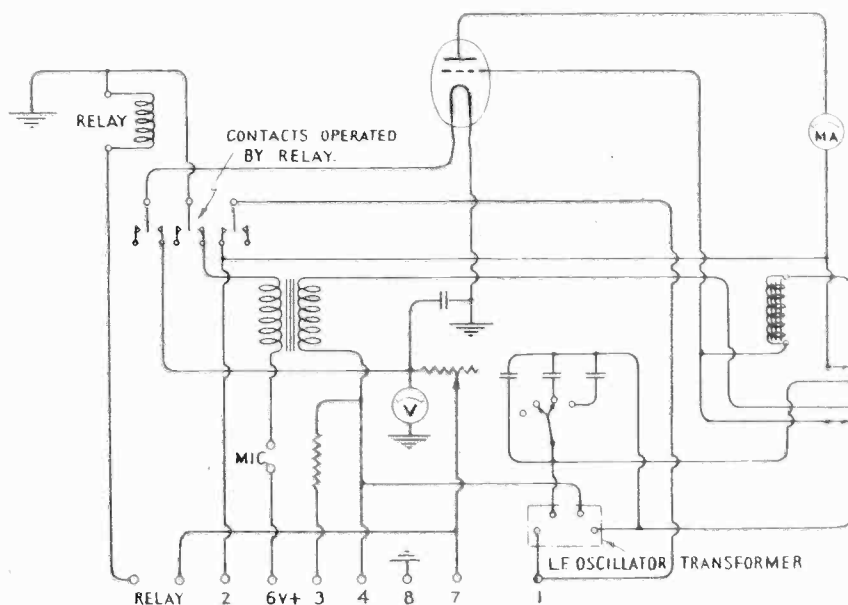 RELAY
CONTACTS OPERATED
BY RELAY.
MA
V
MIC
L.F OSCILLATOR TRANSFORMER
RELAY 2 6V+ 3 4 8 7 1